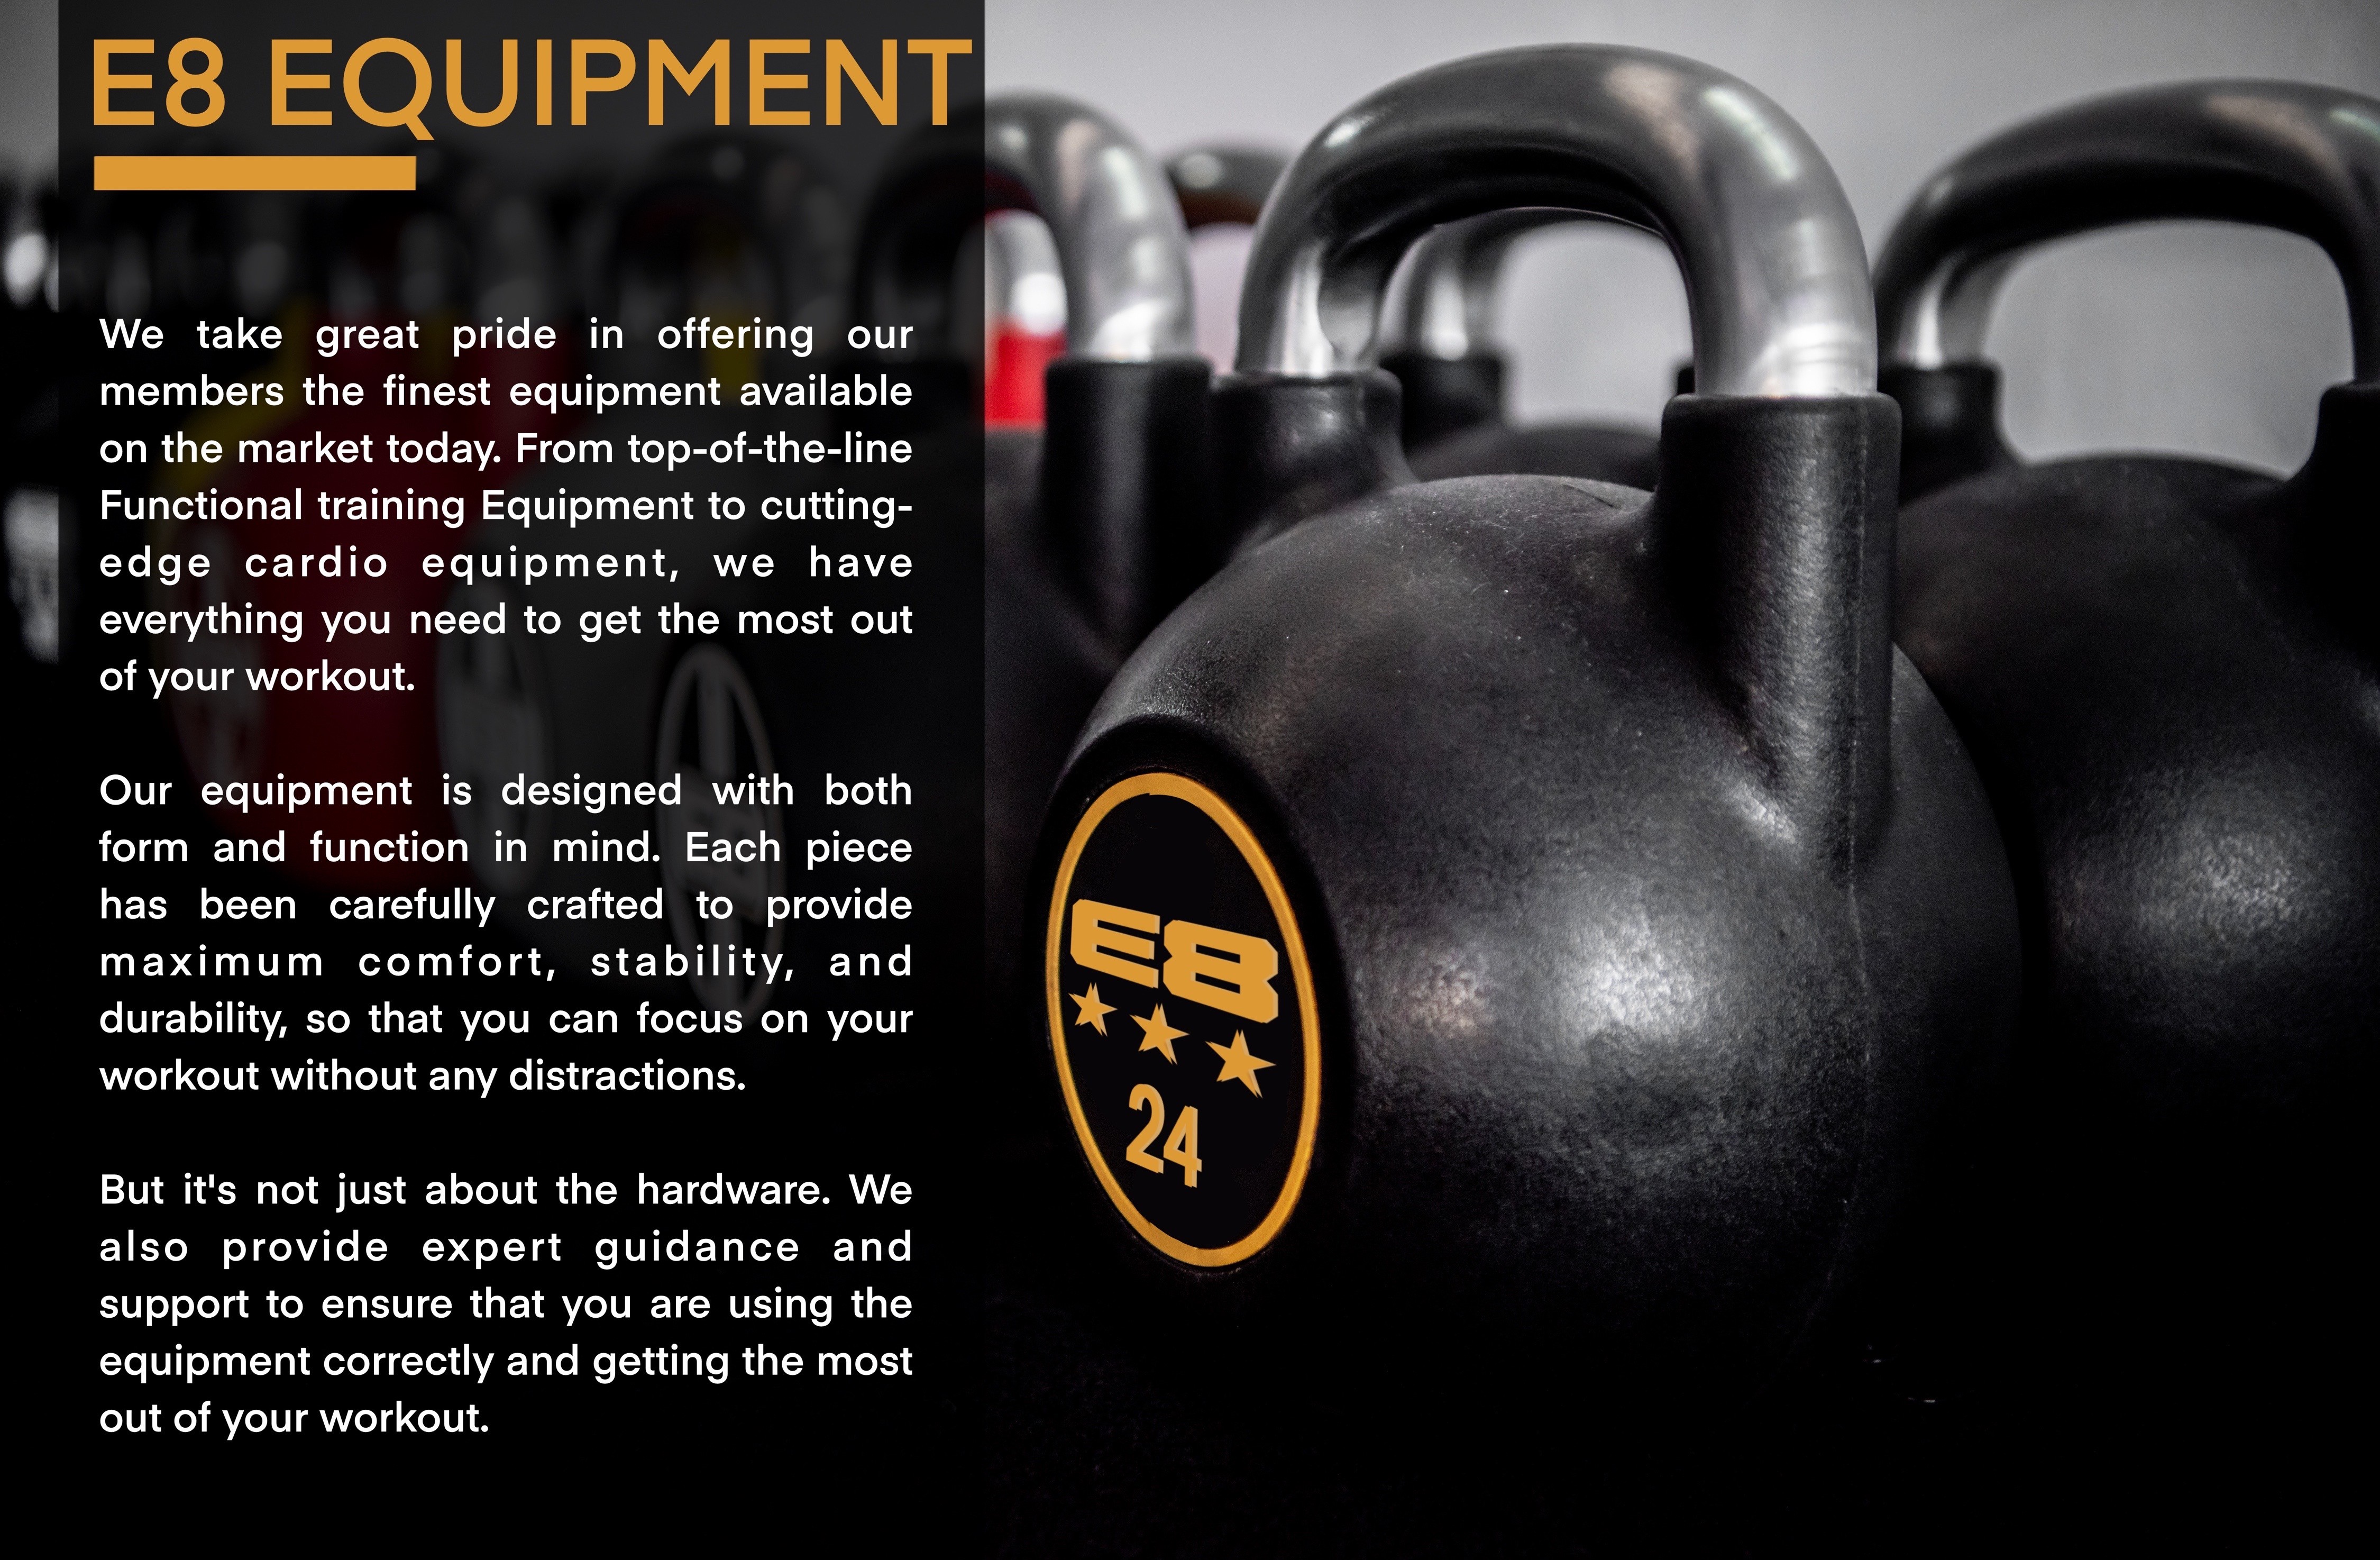 E8 EQUIPMENT
We take great pride in offering our
members the finest equipment available
on the market today. From top-of-the-line
Functional training Equipment to cutting-
edge cardio equipment, we have
everything you need to get the most out
of your workout.
Our equipment is designed with both
form and function in mind. Each piece
has been carefully crafted to provide
maximum comfort, stability, and
durability, so that you can focus on your
workout without any distractions.
But it's not just about the hardware. We
also provide expert guidance and
support to ensure that you are using the
equipment correctly and getting the most
out of your workout.
E8
24